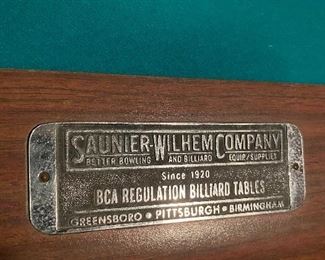 SAUNIER-WILHEM COMPANY
BETTER BOWLING AND BILLIARD EQUIP/SUPPLIES
Since 1920
BCA REGULATION BILLIARD TABLES
GREENSBORO • PITTSBURGH • BIRMINGHAM